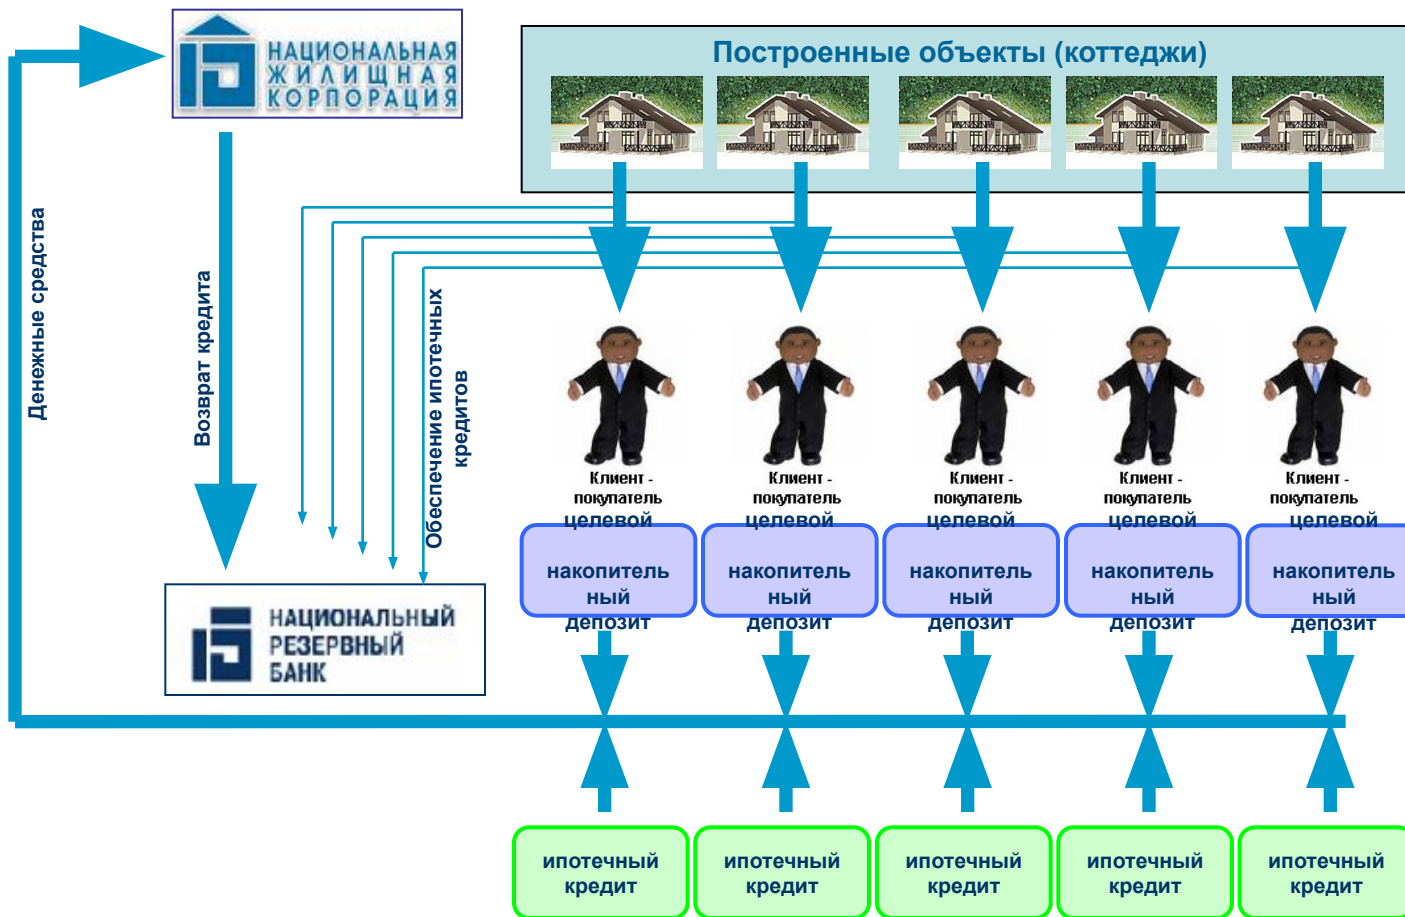 НАЦИОНАЛЬНАЯ
ЖИЛИЩНАЯ
КОРПОРАЦИЯ
Построенные объекты (коттеджи)
Денежные средства
Возврат кредита
Обеспечение ипотечных
кредитов
Клиент -
покупатель
Клиент -
покупатель
Клиент -
покупатель
Клиент -
покупатель
Клиент -
покупатель
целевой
накопитель
ный
депозит
целевой
накопитель
ный
депозит
целевой
накопитель
ный
депозит
целевой
накопитель
ный
депозит
целевой
накопитель
ный
депозит
НАЦИОНАЛЬНЫЙ
РЕЗЕРВНЫЙ
БАНК
ипотечный
кредит
ипотечный
кредит
ипотечный
кредит
ипотечный
кредит
ипотечный
кредит